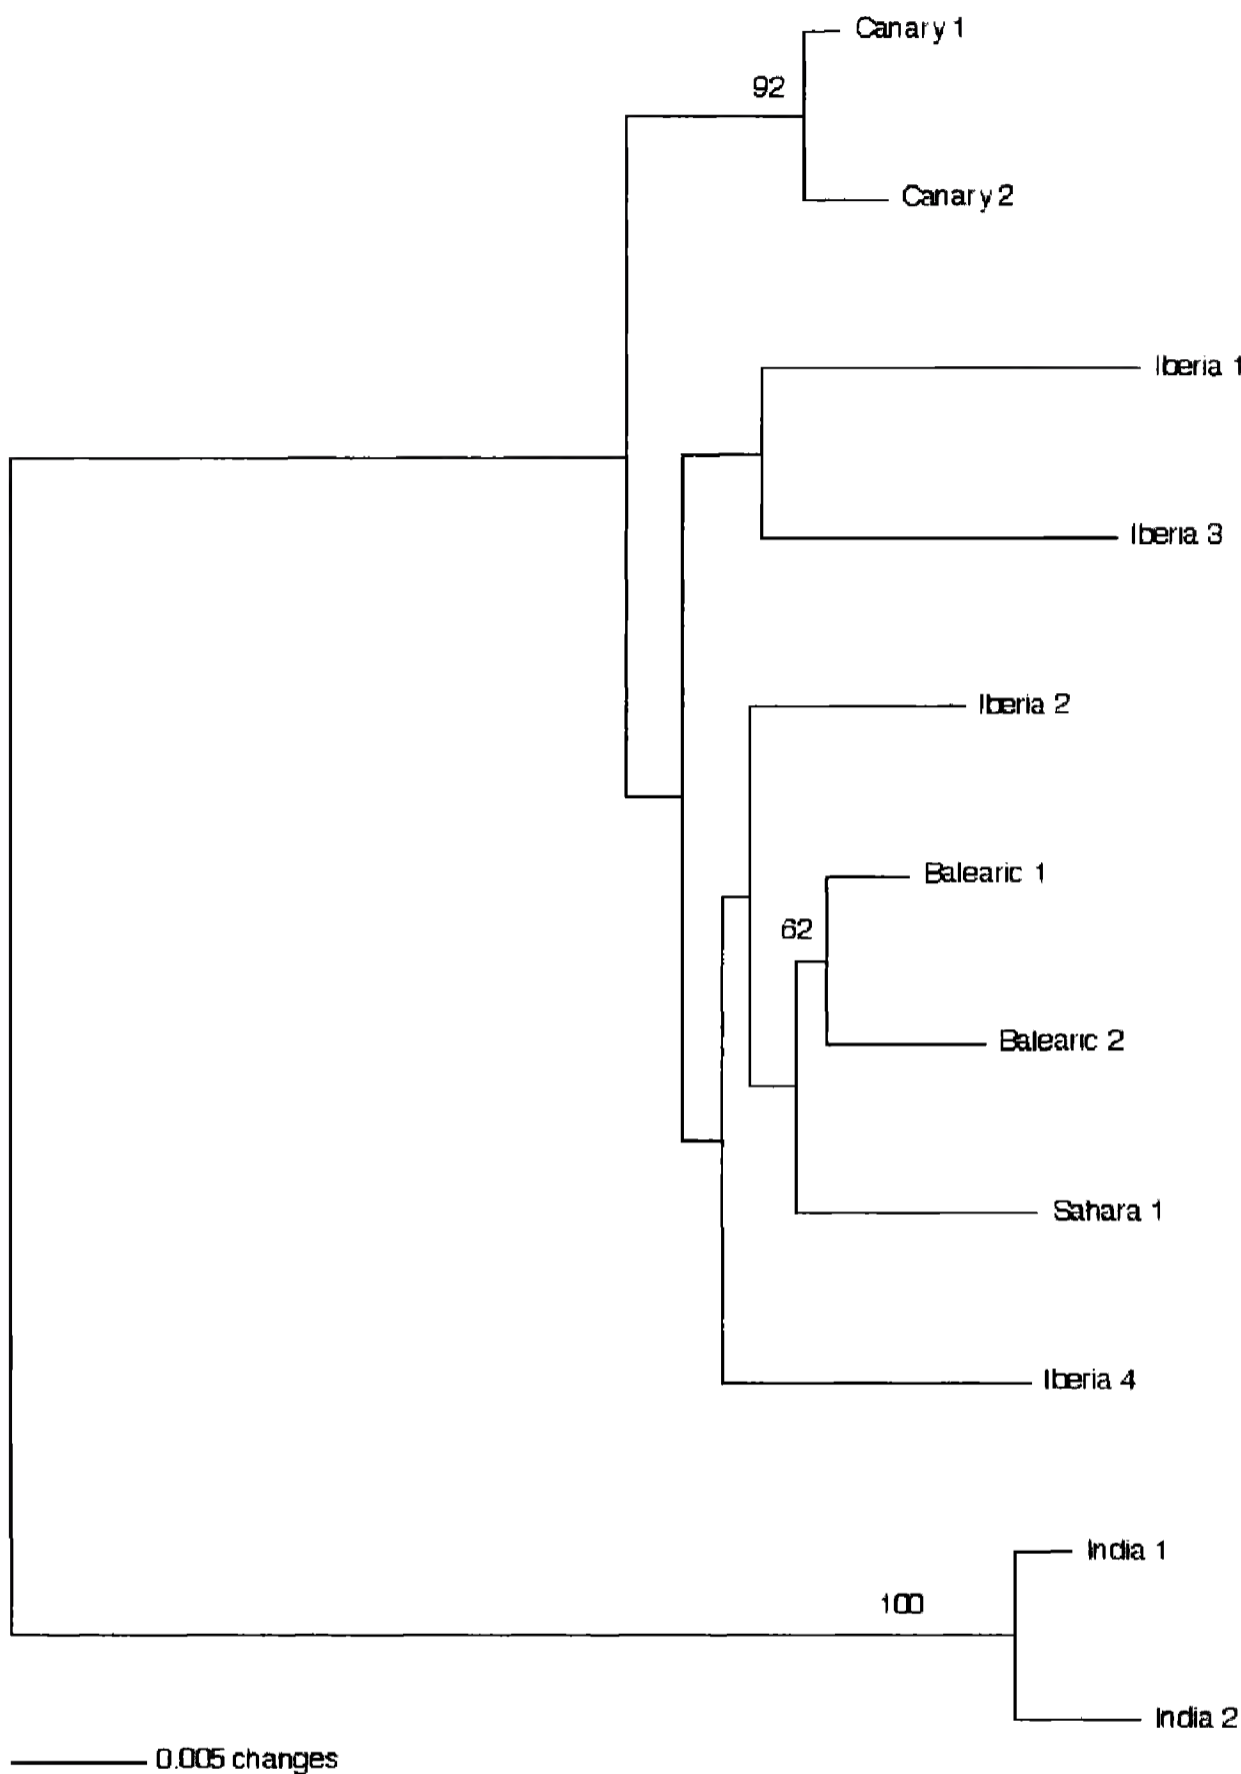 Canary 1
92
Canary 2
Iberia 1
Iberia 3
Iberia 2
Balearic 1
62
Balearic 2
Sahara 1
Iberia 4
India 1
100
India 2
0.005 changes